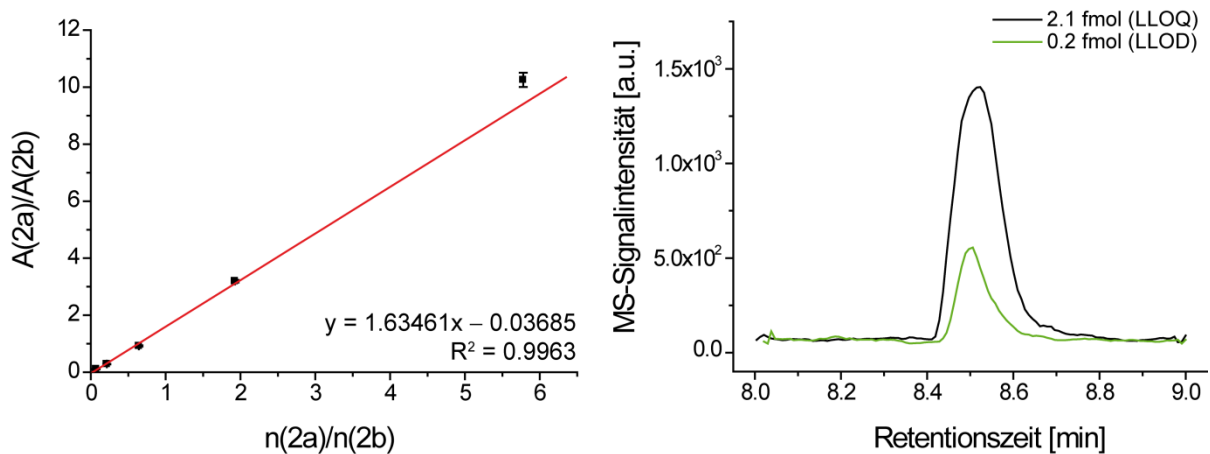 12
10
8
6
4
2
0
A(2a)/A(2b)
y = 1.63461x – 0.03685
R² = 0.9963
0 1 2 3 4 5 6
n(2a)/n(2b)
2.1 fmol (LLOQ)
0.2 fmol (LLOD)
1.5x10³
1.0x10³
5.0x10²
0.0
MS-Signalintensität [a.u.]
8.0 8.2 8.4 8.6 8.8 9.0
Retentionszeit [min]